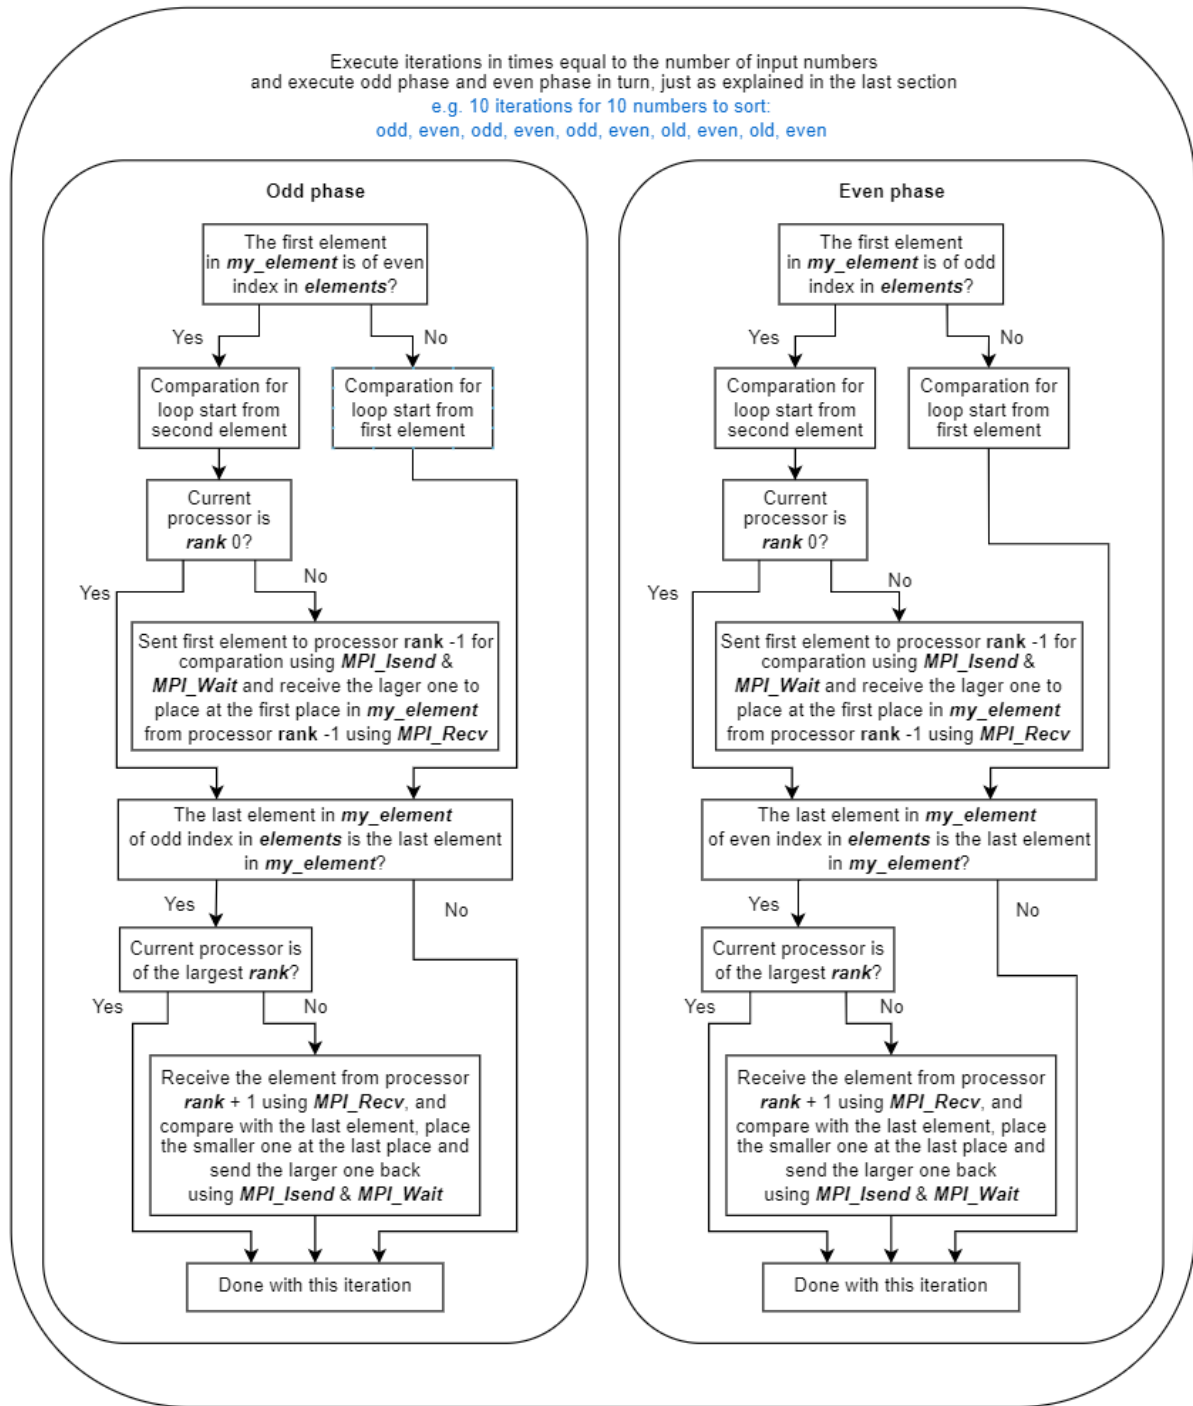 Execute iterations in times equal to the number of input numbers
and execute odd phase and even phase in turn, just as explained in the last section
e.g. 10 iterations for 10 numbers to sort:
odd, even, odd, even, odd, even, old, even, old, even
Odd phase
The first element
in my_element is of even
index in elements?
Yes
No
Comparation for
loop start from
second element
Comparation for
loop start from
first element
Current
processor is
rank 0?
Yes
No
Sent first element to processor rank -1 for
comparation using MPI_Isend &
MPI_Wait and receive the lager one to
place at the first place in my_element
from processor rank -1 using MPI_Recv
The last element in my_element
of odd index in elements is the last element
in my_element?
Yes
No
Current processor is
of the largest rank?
Yes
No
Receive the element from processor
rank + 1 using MPI_Recv, and
compare with the last element, place
the smaller one at the last place and
send the larger one back
using MPI_Isend & MPI_Wait
Done with this iteration
Even phase
The first element
in my_element is of odd
index in elements?
Yes
No
Comparation for
loop start from
second element
Comparation for
loop start from
first element
Current
processor is
rank 0?
Yes
No
Sent first element to processor rank -1 for
comparation using MPI_Isend &
MPI_Wait and receive the lager one to
place at the first place in my_element
from processor rank -1 using MPI_Recv
The last element in my_element
of even index in elements is the last element
in my_element?
Yes
No
Current processor is
of the largest rank?
Yes
No
Receive the element from processor
rank + 1 using MPI_Recv, and
compare with the last element, place
the smaller one at the last place and
send the larger one back
using MPI_Isend & MPI_Wait
Done with this iteration